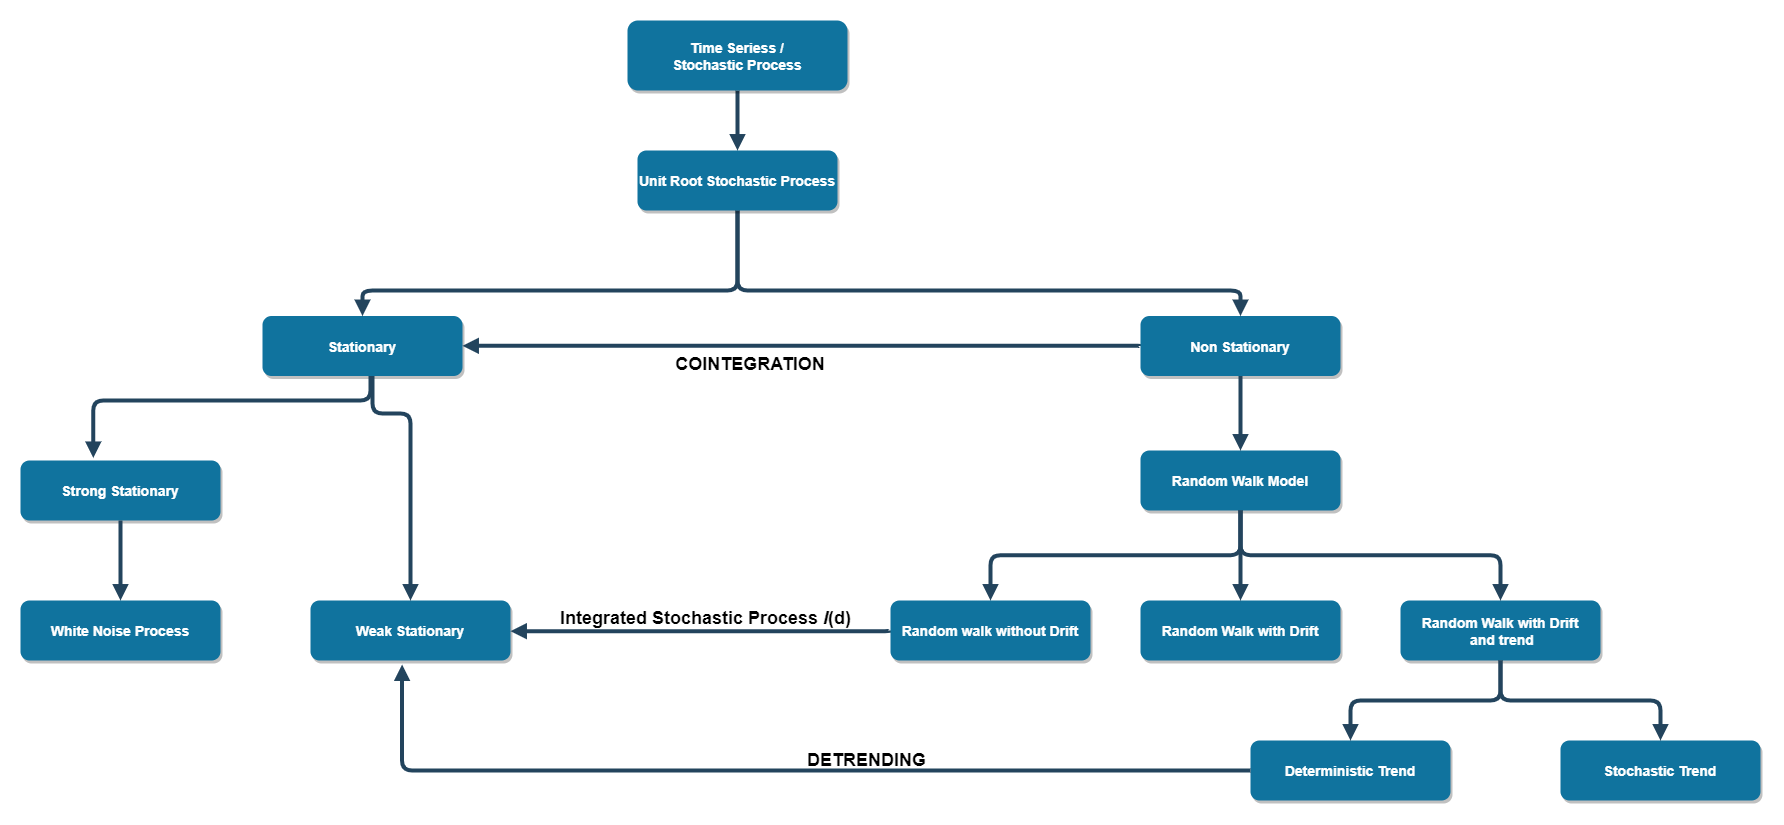 Time Seriess /
Stochastic Process
Unit Root Stochastic Process
Stationary
Non Stationary
COINTEGRATION
Strong Stationary
Random Walk Model
White Noise Process
Weak Stationary
Integrated Stochastic Process I(d)
Random walk without Drift
Random Walk with Drift
Random Walk with Drift
and trend
DETRENDING
Deterministic Trend
Stochastic Trend